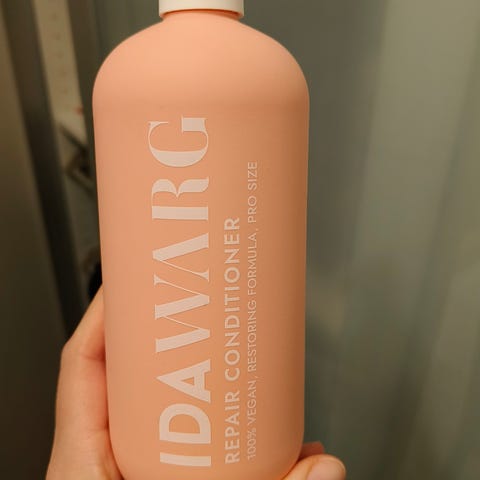 IDAWARG
REPAIR CONDITIONER
100% VEGAN, RESTORING FORMULA, PRO SIZE